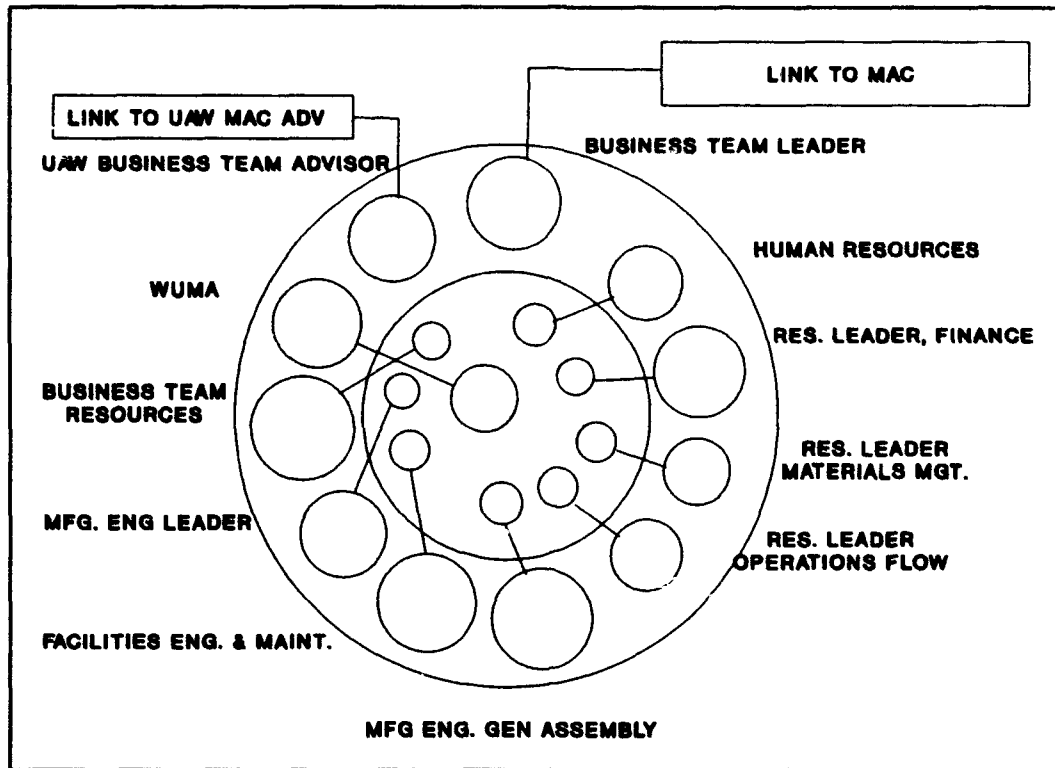 LINK TO MAC
LINK TO UAW MAC ADV
BUSINESS TEAM LEADER
UAW BUSINESS TEAM ADVISOR
HUMAN RESOURCES
WUMA
RES. LEADER, FINANCE
BUSINESS TEAM
RESOURCES
RES. LEADER
MATERIALS MGT.
MFG. ENG LEADER
RES. LEADER
OPERATIONS FLOW
FACILITIES ENG. & MAINT.
MFG ENG. GEN ASSEMBLY